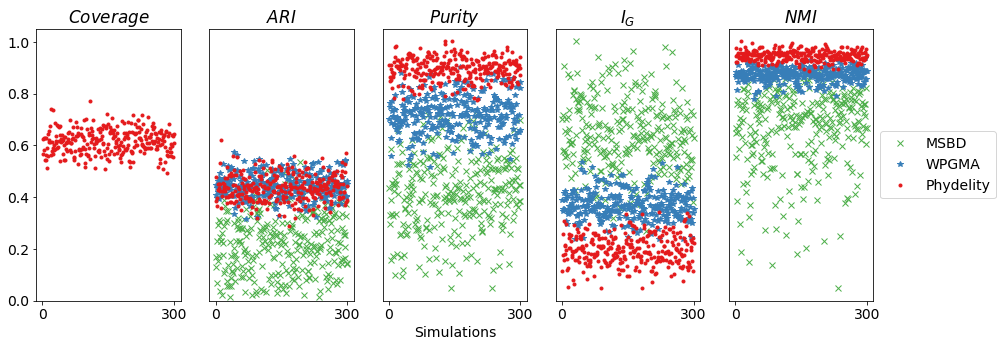 Coverage
ARI
Purity
I_G
NMI
1.0
0.8
0.6
0.4
0.2
0.0
0 300
0 300
0 300
0 300
0 300
Simulations
MSBD
WPGMA
Phydelity